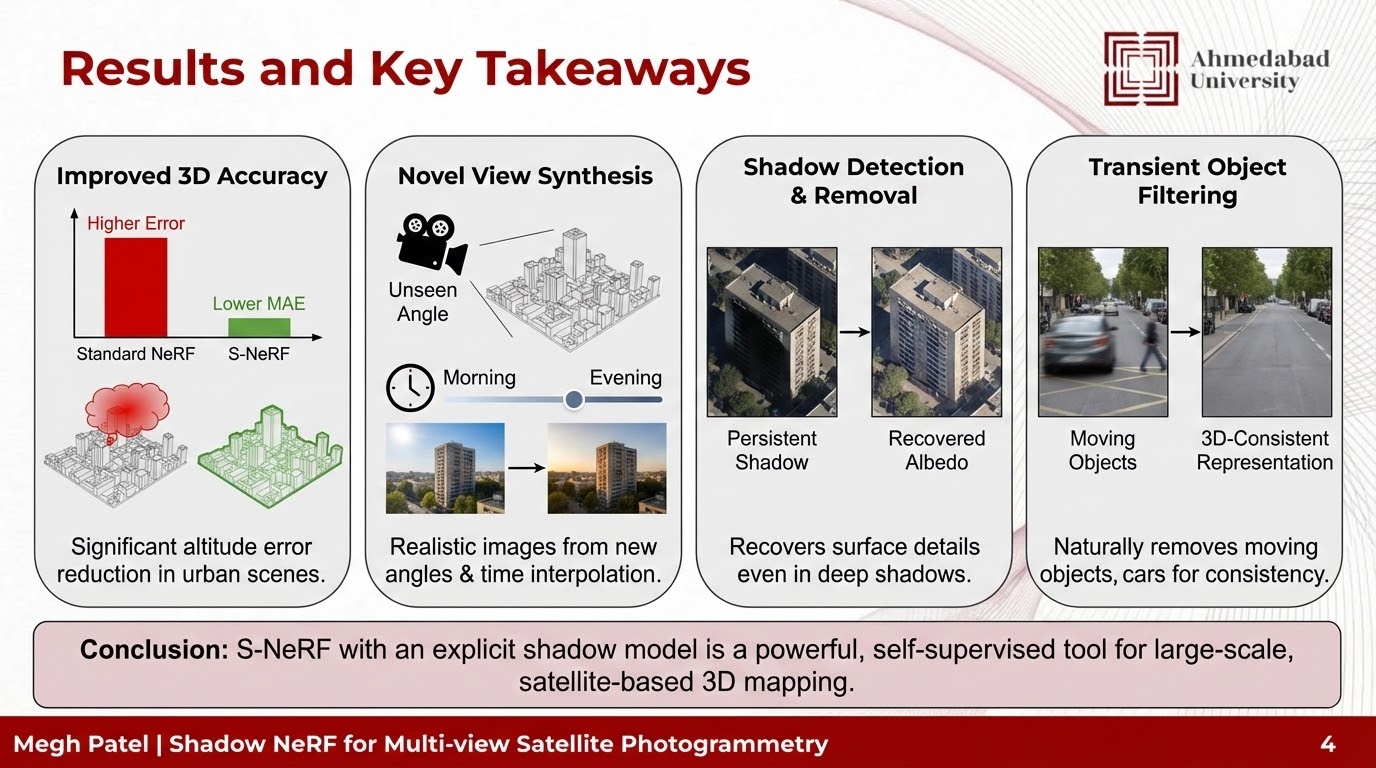 Results and Key Takeaways
Ahmedabad
University
Improved 3D Accuracy
Higher Error
Lower MAE
Standard NeRF
S-NeRF
Significant altitude error
reduction in urban scenes.
Novel View Synthesis
Unseen
Angle
Morning
Evening
Realistic images from new
angles & time interpolation.
Shadow Detection
& Removal
Persistent
Shadow
Recovered
Albedo
Recovers surface details
even in deep shadows.
Transient Object
Filtering
Moving
Objects
3D-Consistent
Representation
Naturally removes moving
objects, cars for consistency.
Conclusion: S-NeRF with an explicit shadow model is a powerful, self-supervised tool for large-scale,
satellite-based 3D mapping.
Megh Patel | Shadow NeRF for Multi-view Satellite Photogrammetry
4